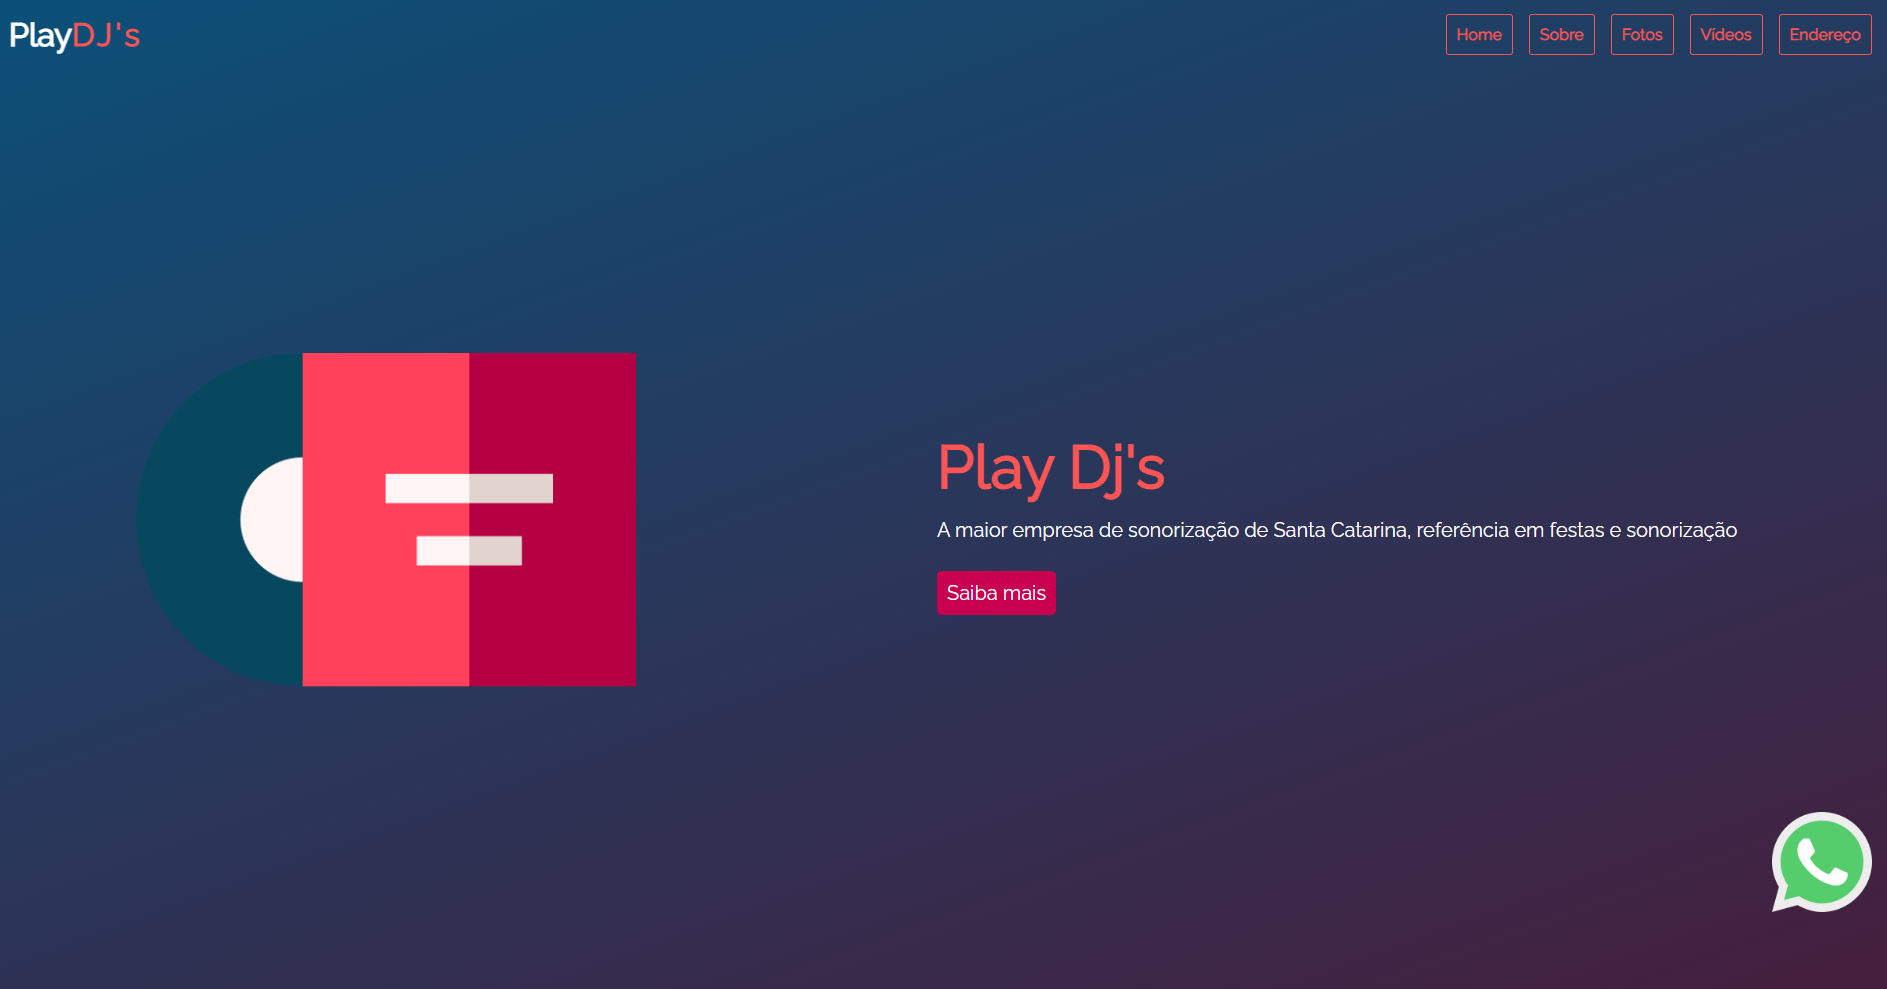 PlayDJ's
Home Sobre Fotos Vídeos Endereço
Play Dj's
A maior empresa de sonorização de Santa Catarina, referência em festas e sonorização
Saiba mais